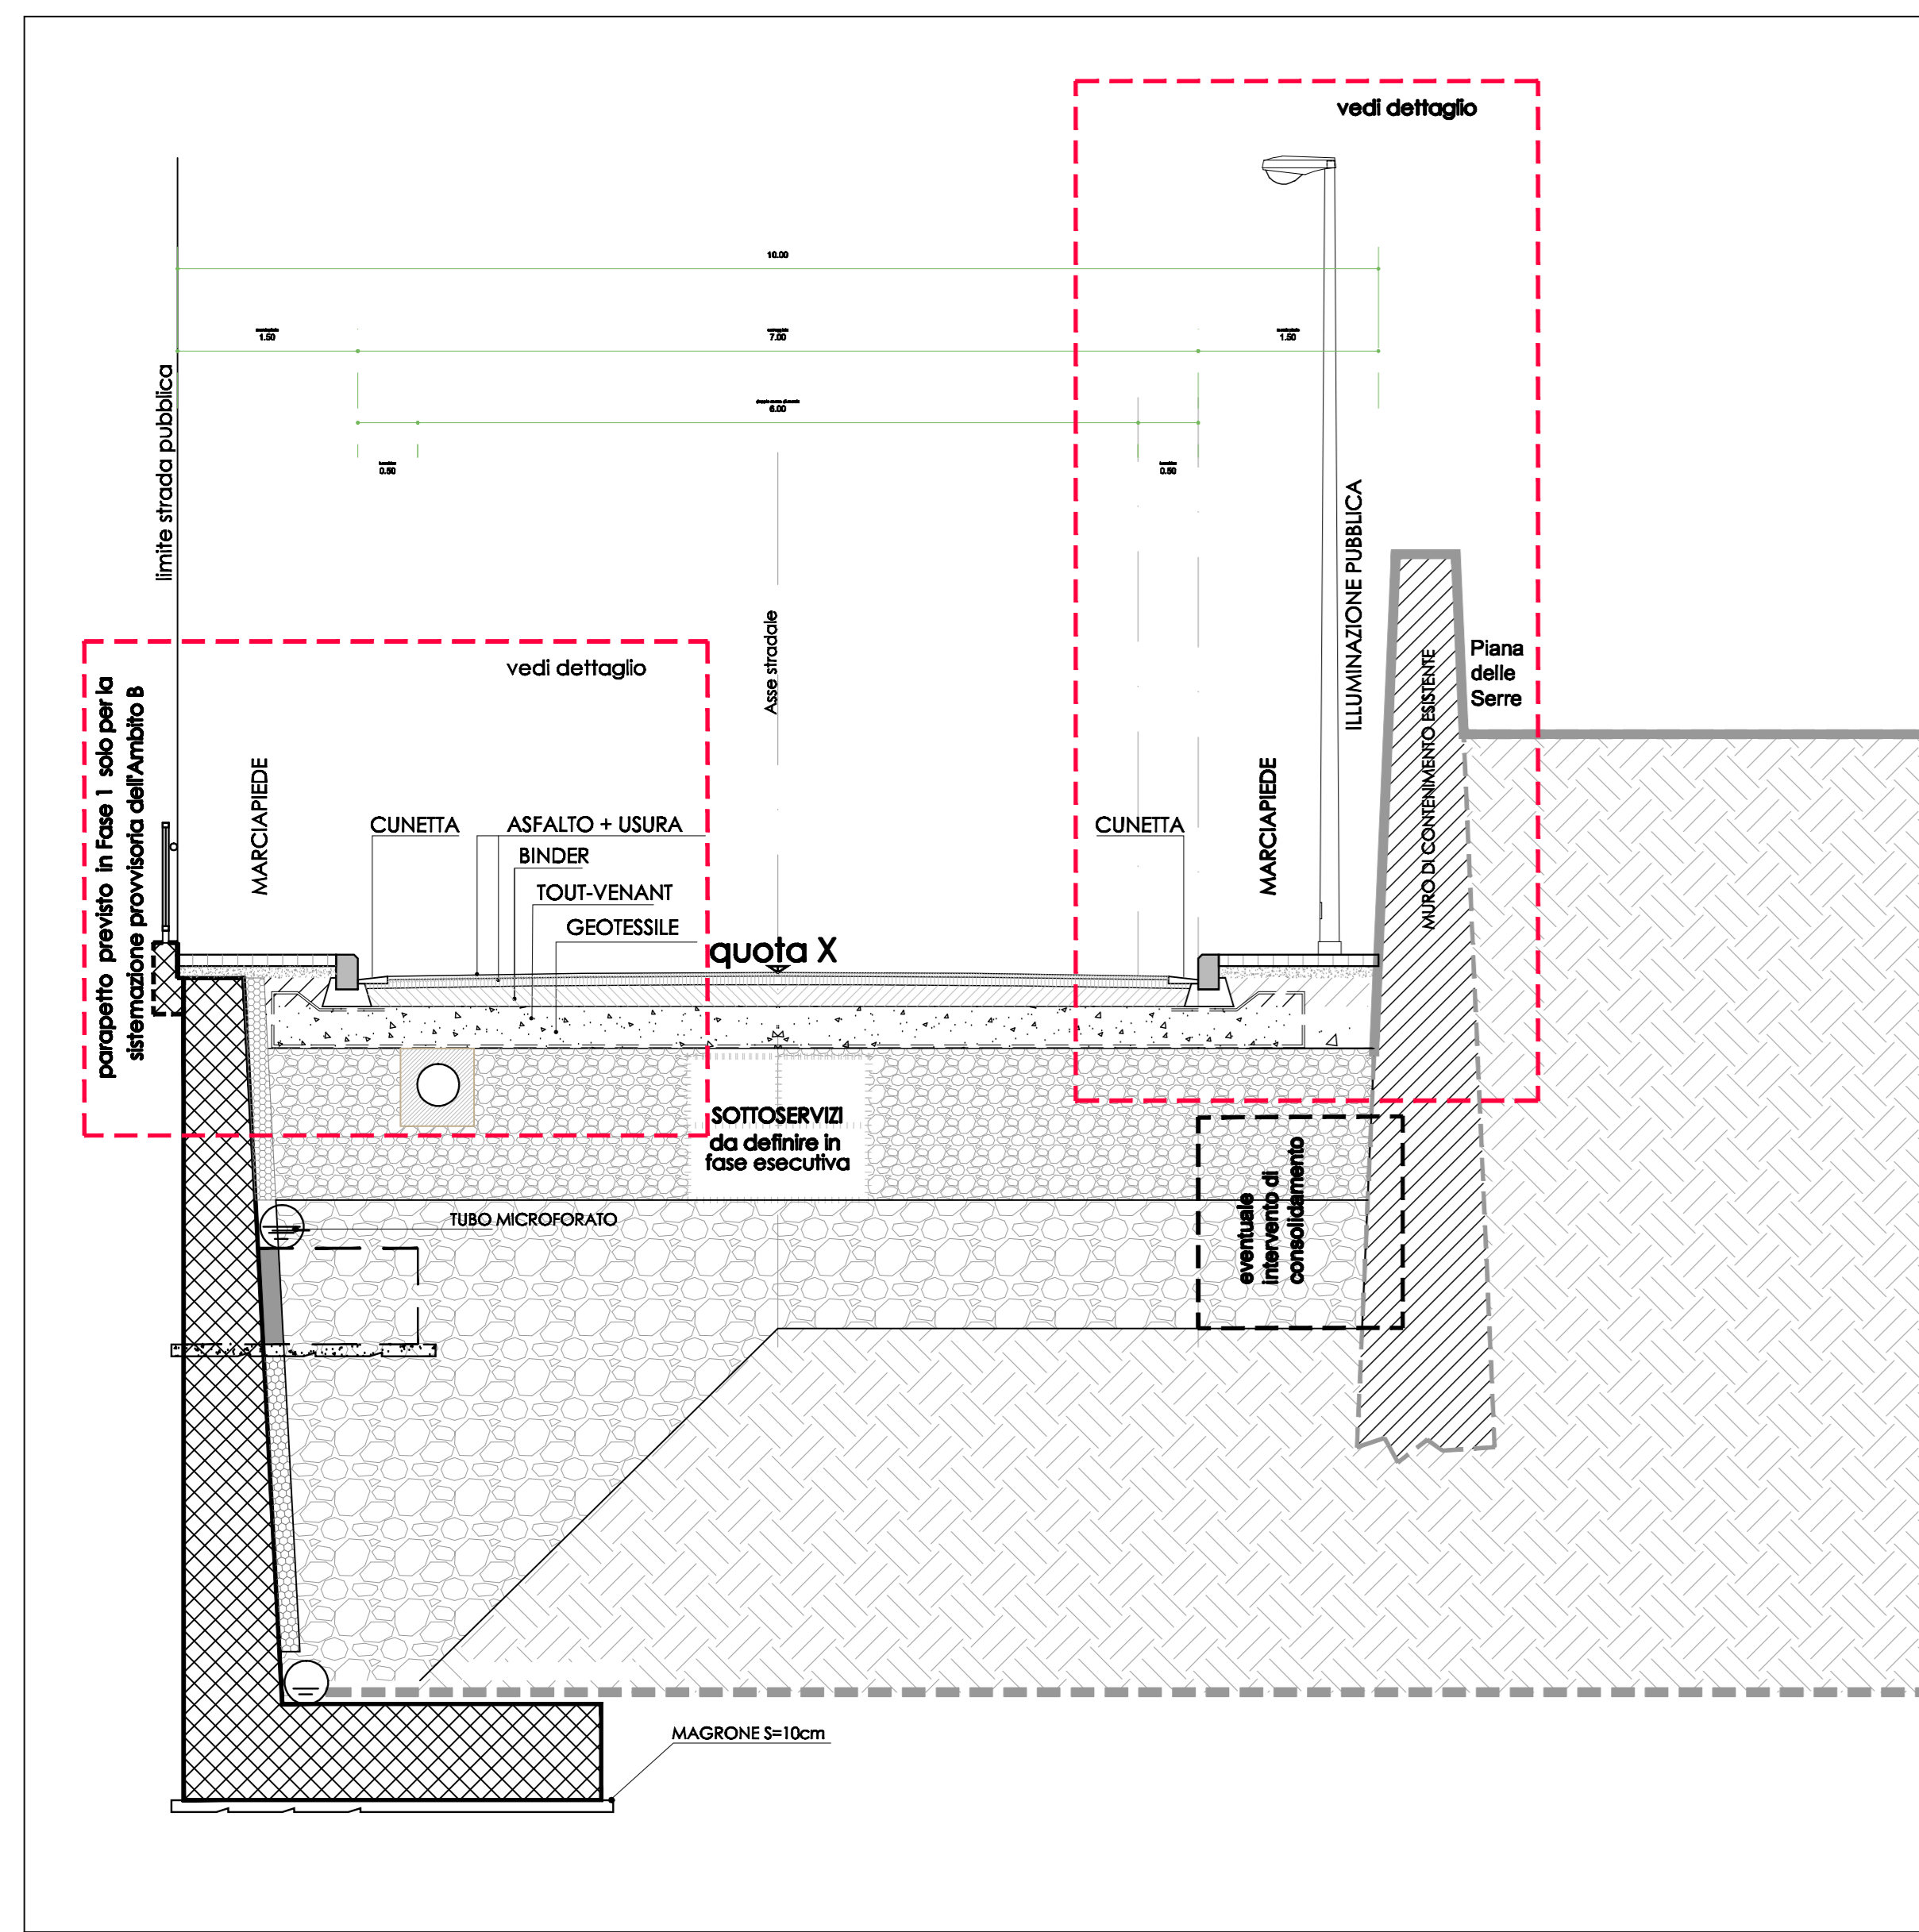 vedi dettaglio
10.00
1.50
7.00
1.50
6.00
0.50
0.50
limite strada pubblica
ILLUMINAZIONE PUBBLICA
Asse stradale
Piana
delle
Serre
MURO DI CONTENIMENTO ESISTENTE
vedi dettaglio
parapetto previsto in Fase 1 solo per la
sistemazione provvisoria dell'Ambito B
MARCIAPIEDE
MARCIAPIEDE
CUNETTA
ASFALTO + USURA
CUNETTA
BINDER
TOUT-VENANT
GEOTESSILE
quota X
SOTTOSERVIZI
da definire in
fase esecutiva
eventuale
intervento di
consolidamento
TUBO MICROFORATO
MAGRONE S=10cm